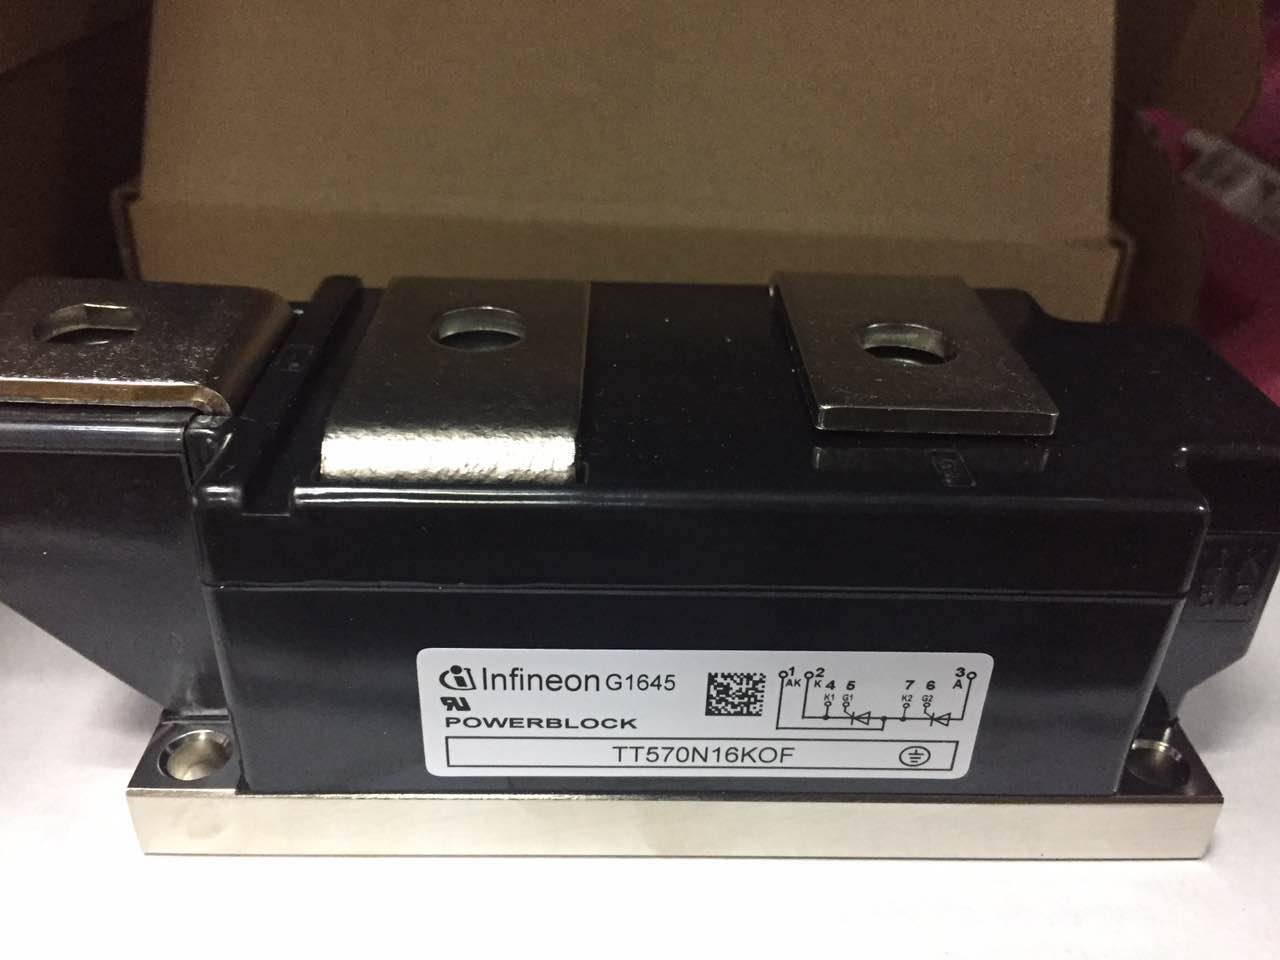 Infineon G1645
POWERBLOCK
TT570N16KOF
1 2 3
AK K 4 5 7 6 A
K1 G1 K2 G2